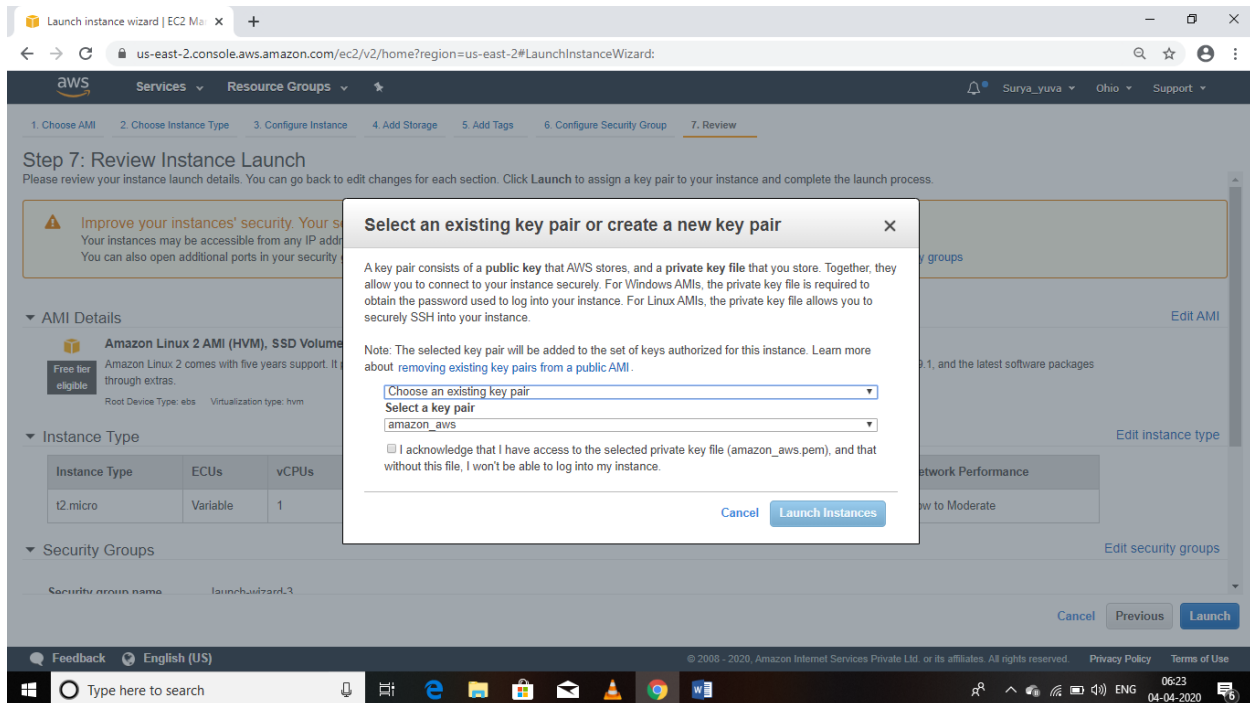 Launch instance wizard | EC2 Ma
us-east-2.console.aws.amazon.com/ec2/v2/home?region=us-east-2#LaunchInstanceWizard:
aws Services Resource Groups Surya_yuva Ohio Support
1. Choose AMI 2. Choose Instance Type 3. Configure Instance 4. Add Storage 5. Add Tags 6. Configure Security Group 7. Review
Step 7: Review Instance Launch
Please review your instance launch details. You can go back to edit changes for each section. Click Launch to assign a key pair to your instance and complete the launch process.
Improve your instances' security. Your s
Your instances may be accessible from any IP addr
You can also open additional ports in your security
y groups
AMI Details
Edit AMI
Amazon Linux 2 AMI (HVM), SSD Volume
Free tier eligible
Amazon Linux 2 comes with five years support. It
9.1, and the latest software packages
through extras.
Root Device Type: ebs Virtualization type: hvm
Instance Type
Edit instance type
Instance Type ECUs vCPUs
etwork Performance
t2.micro Variable 1
ow to Moderate
Security Groups
Edit security groups
Security group name launch-wizard-3
Select an existing key pair or create a new key pair
A key pair consists of a public key that AWS stores, and a private key file that you store. Together, they
allow you to connect to your instance securely. For Windows AMIs, the private key file is required to
obtain the password used to log into your instance. For Linux AMIs, the private key file allows you to
securely SSH into your instance.
Note: The selected key pair will be added to the set of keys authorized for this instance. Learn more
about removing existing key pairs from a public AMI.
Choose an existing key pair
Select a key pair
amazon_aws
I acknowledge that I have access to the selected private key file (amazon_aws.pem), and that
without this file, I won't be able to log into my instance.
Cancel Launch Instances
Cancel Previous Launch
Feedback English (US) © 2008 - 2020, Amazon Internet Services Private Ltd. or its affiliates. All rights reserved. Privacy Policy Terms of Use
Type here to search
ENG
06:23
04-04-2020
6